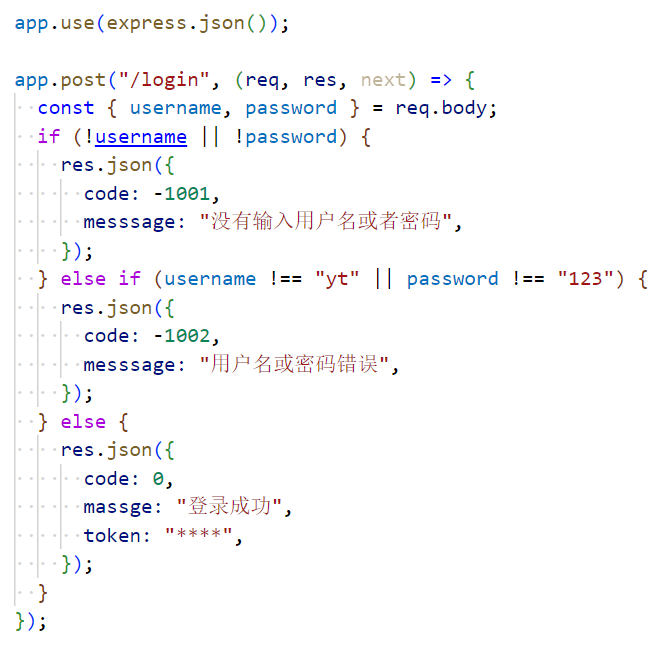 app.use(express.json());
app.post("/login", (req, res, next) => {
const { username, password } = req.body;
if (!username || !password) {
res.json({
code: -1001,
messsage: "没有输入用户名或者密码",
});
} else if (username !== "yt" || password !== "123") {
res.json({
code: -1002,
messsage: "用户名或密码错误",
});
} else {
res.json({
code: 0,
massge: "登录成功",
token: "****",
});
}
});